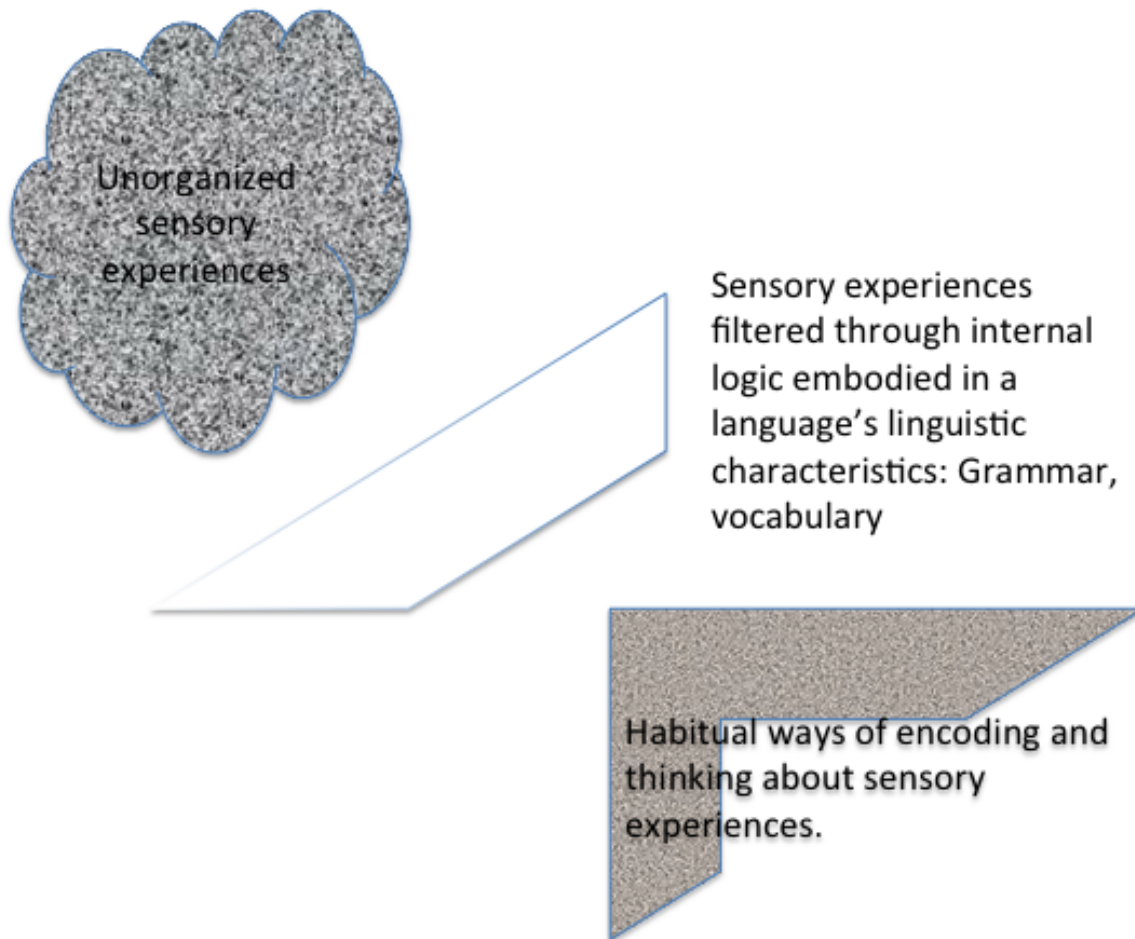 Unorganized
sensory
experiences
Sensory experiences
filtered through internal
logic embodied in a
language’s linguistic
characteristics: Grammar,
vocabulary
Habitual ways of encoding and
thinking about sensory
experiences.